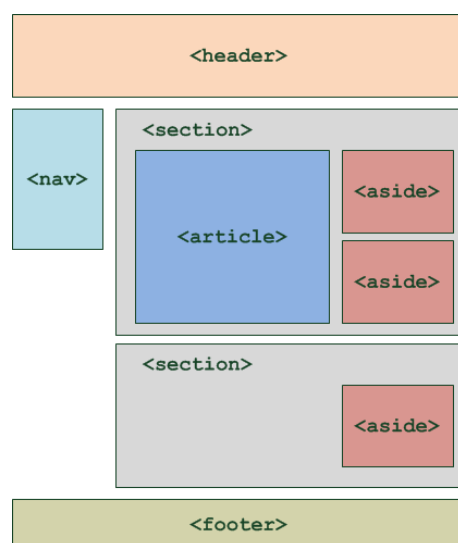 <header>
<section>
<nav>
<article>
<aside>
<aside>
<section>
<aside>
<footer>